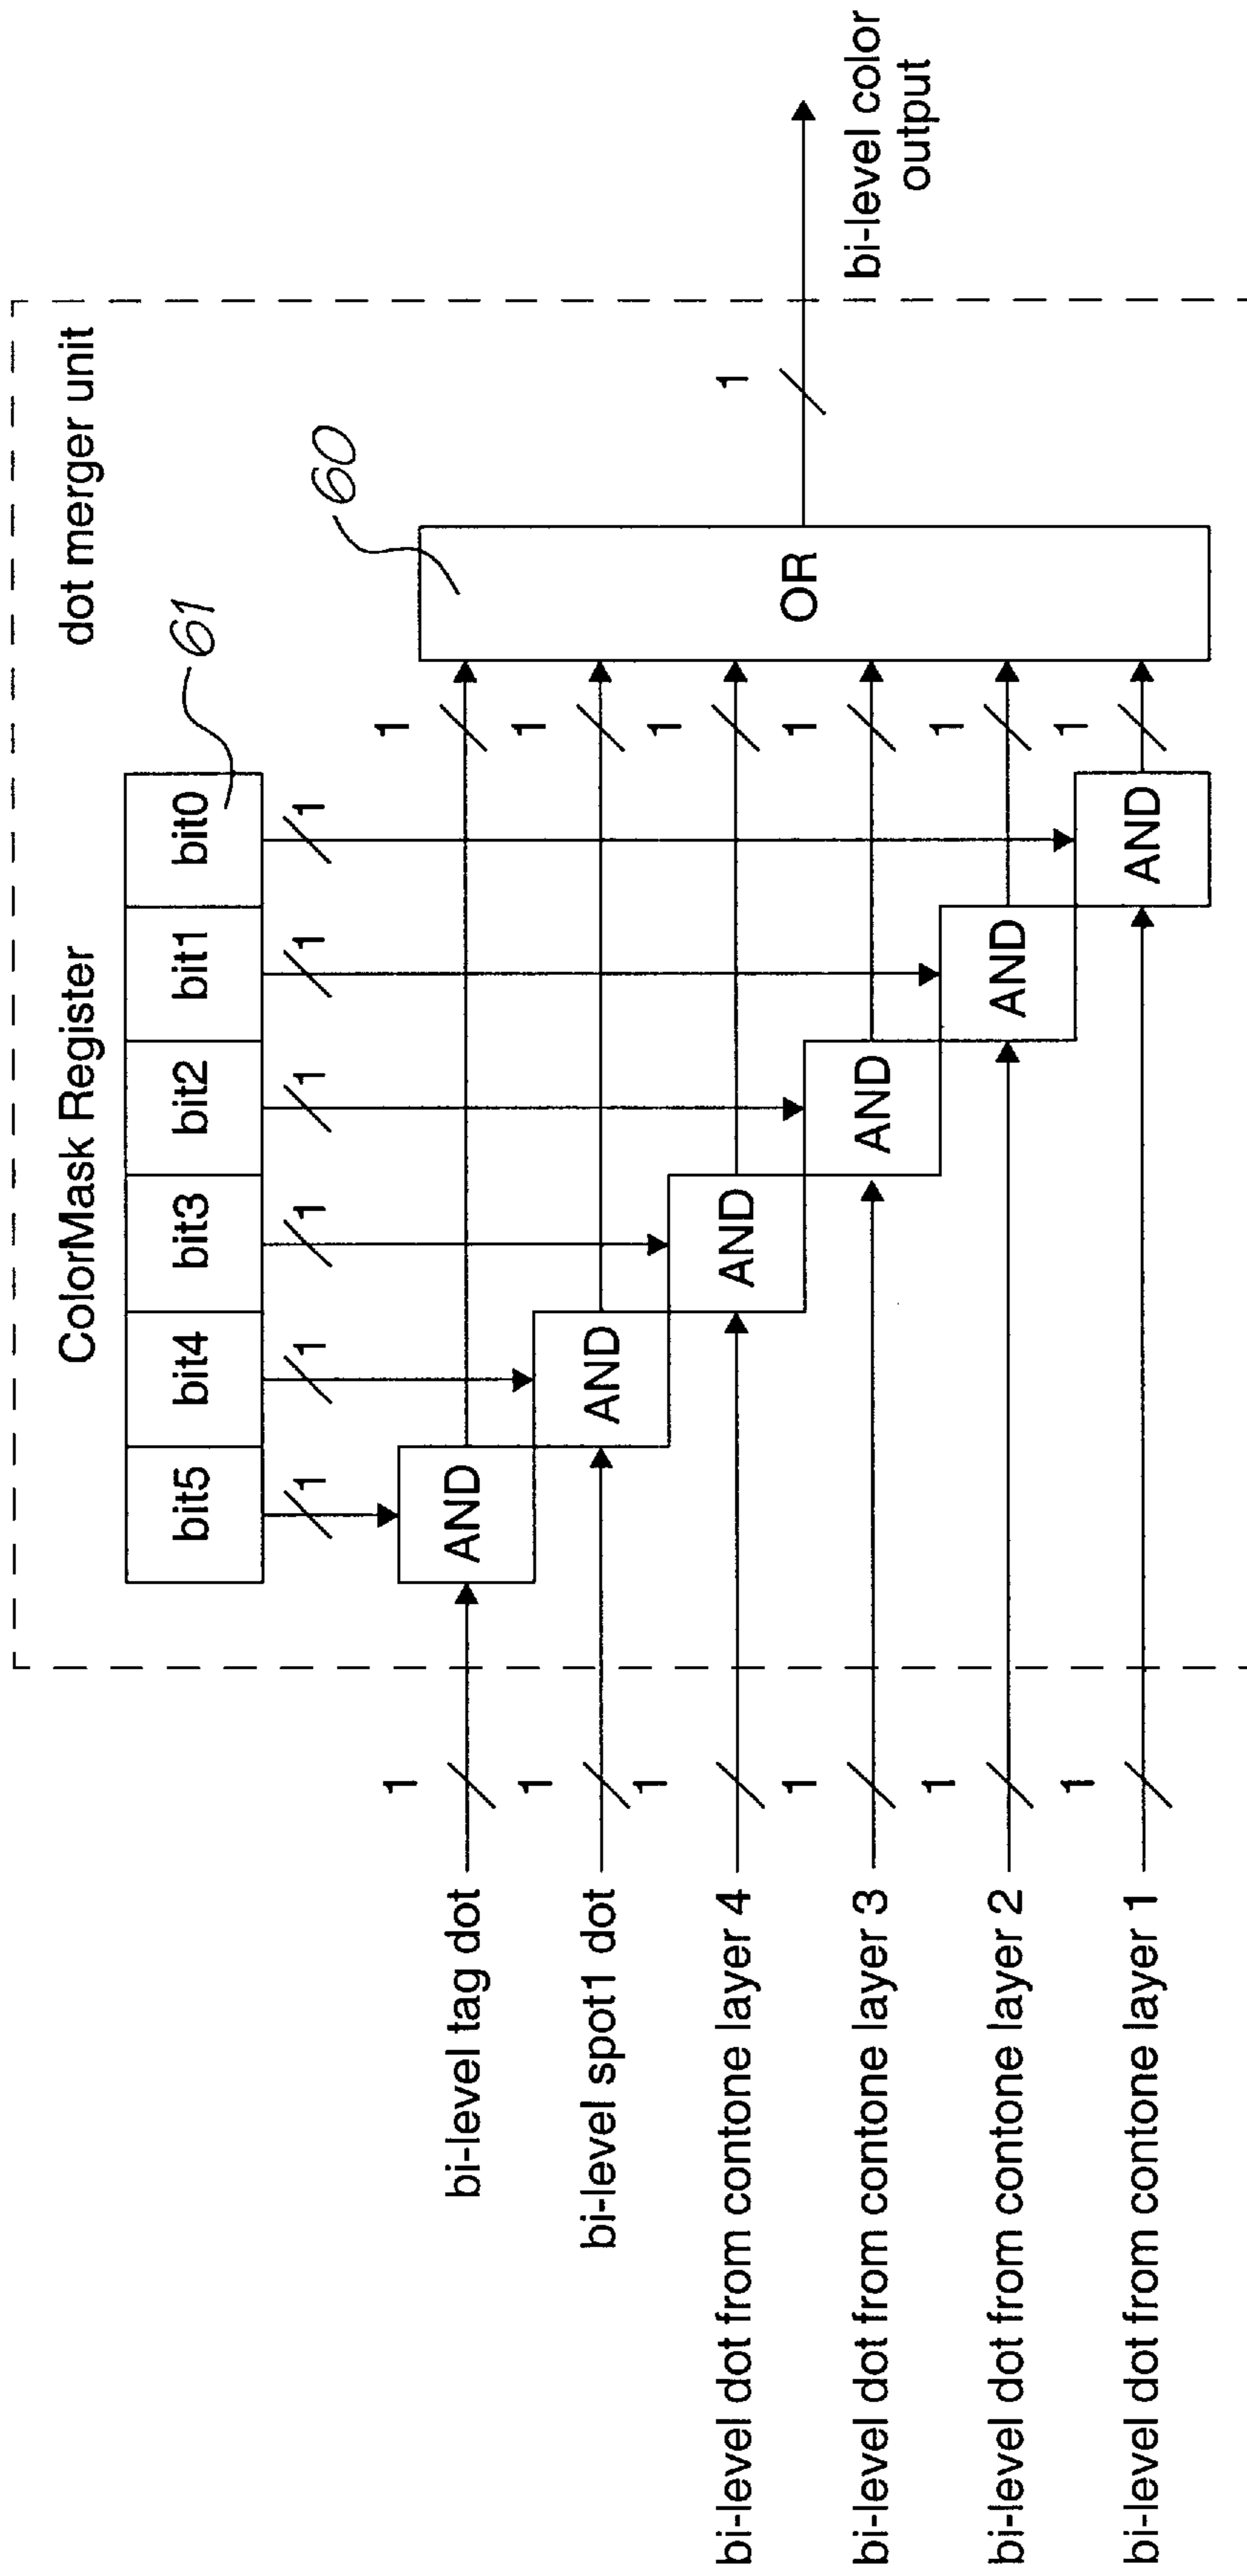 dot merger unit
ColorMask Register
61
bit5 bit4 bit3 bit2 bit1 bit0
1 1 1 1 1 1
60
bi-level tag dot 1 AND 1
bi-level spot1 dot 1 AND 1
bi-level dot from contone layer 4 1 AND 1
bi-level dot from contone layer 3 1 AND 1
bi-level dot from contone layer 2 1 AND 1
bi-level dot from contone layer 1 1 AND 1
OR
1
bi-level color
output